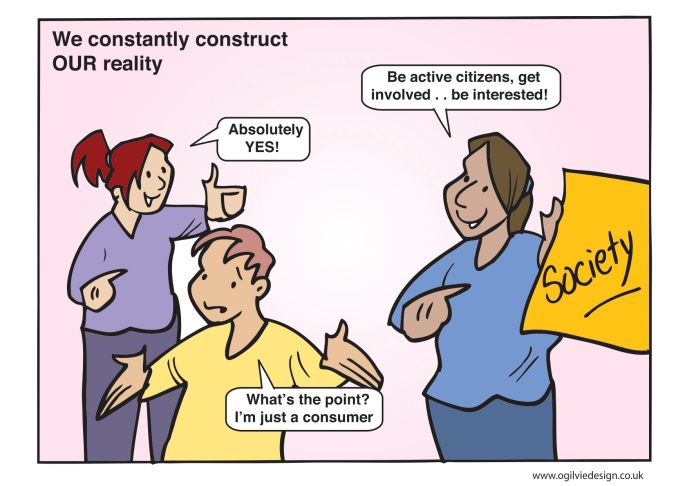 We constantly construct
OUR reality
Be active citizens, get
involved . . be interested!
Absolutely
YES!
Society
What's the point?
I'm just a consumer
www.ogilviedesign.co.uk